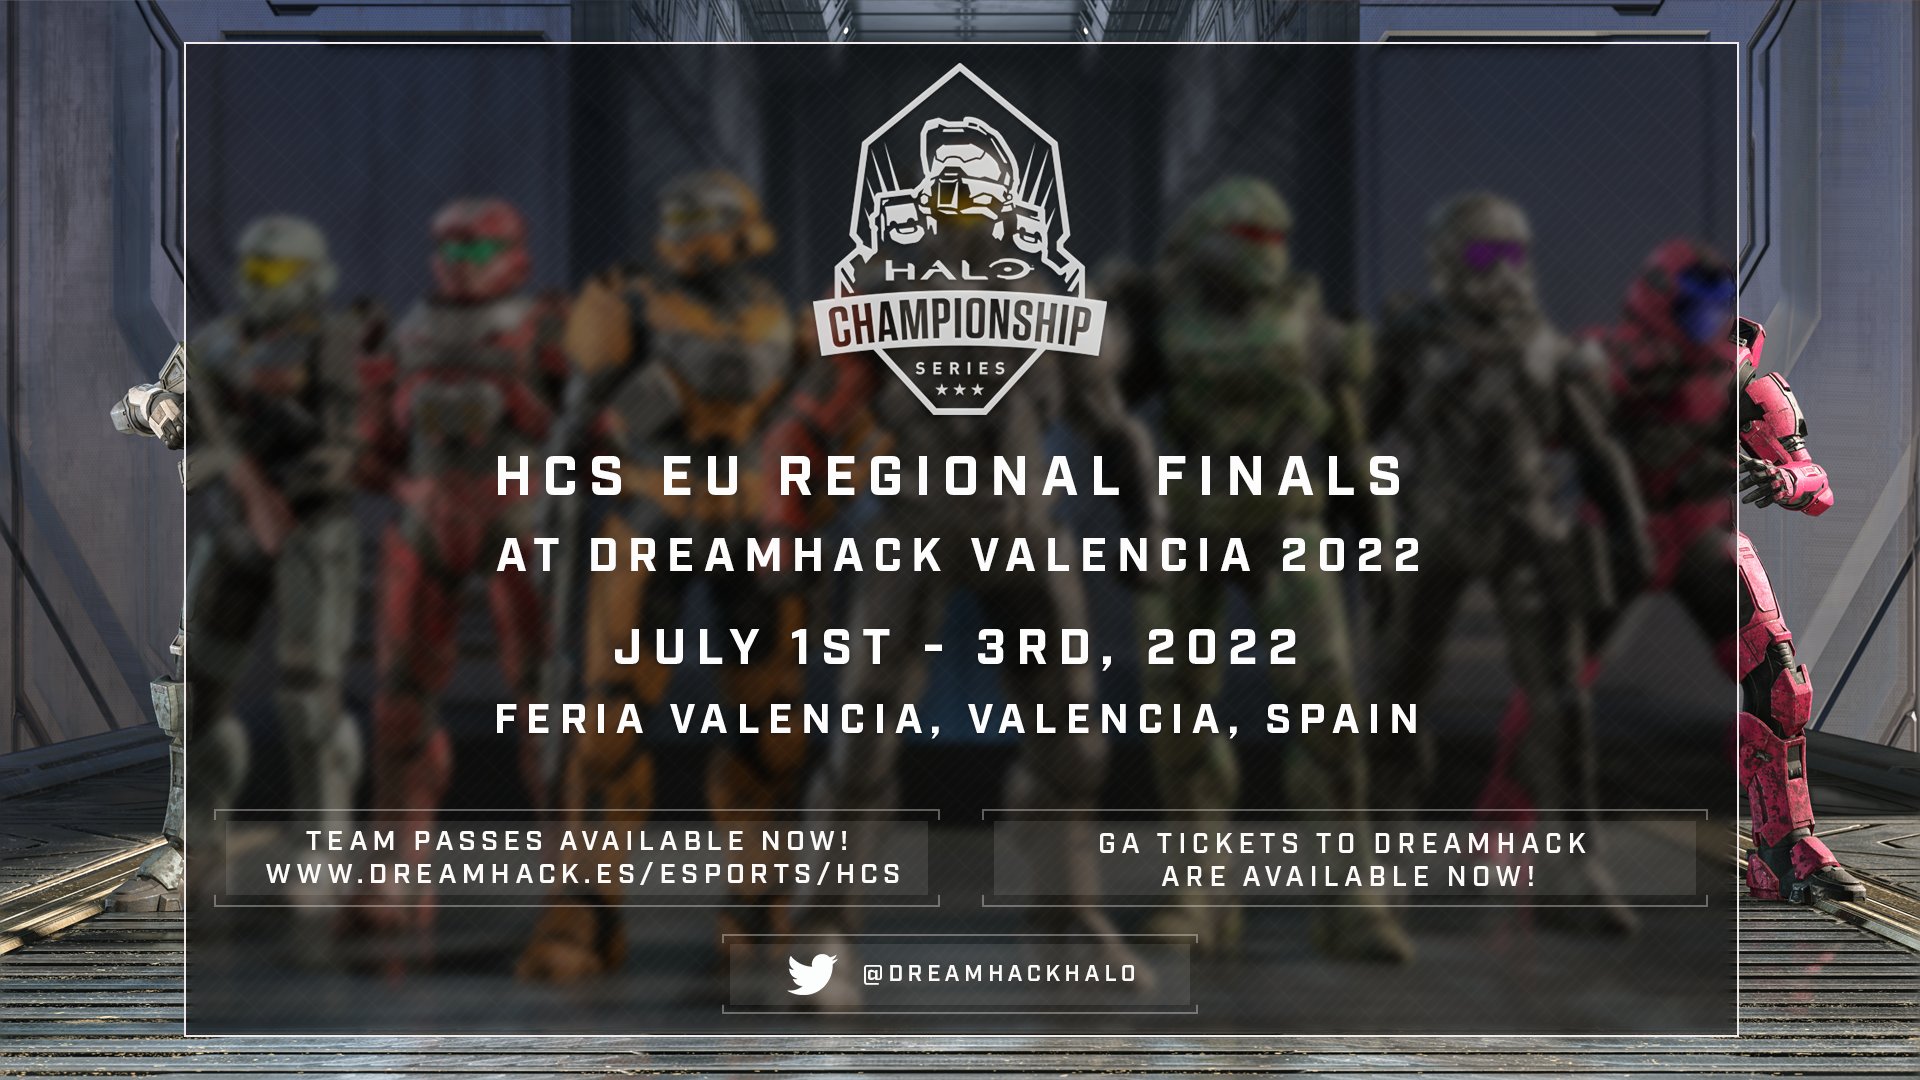 HALO
CHAMPIONSHIP
SERIES
HCS EU REGIONAL FINALS
AT DREAMHACK VALENCIA 2022
JULY 1ST - 3RD, 2022
FERIA VALENCIA, VALENCIA, SPAIN
TEAM PASSES AVAILABLE NOW!
WWW.DREAMHACK.ES/ESPORTS/HCS
GA TICKETS TO DREAMHACK
ARE AVAILABLE NOW!
@DREAMHACKHALO